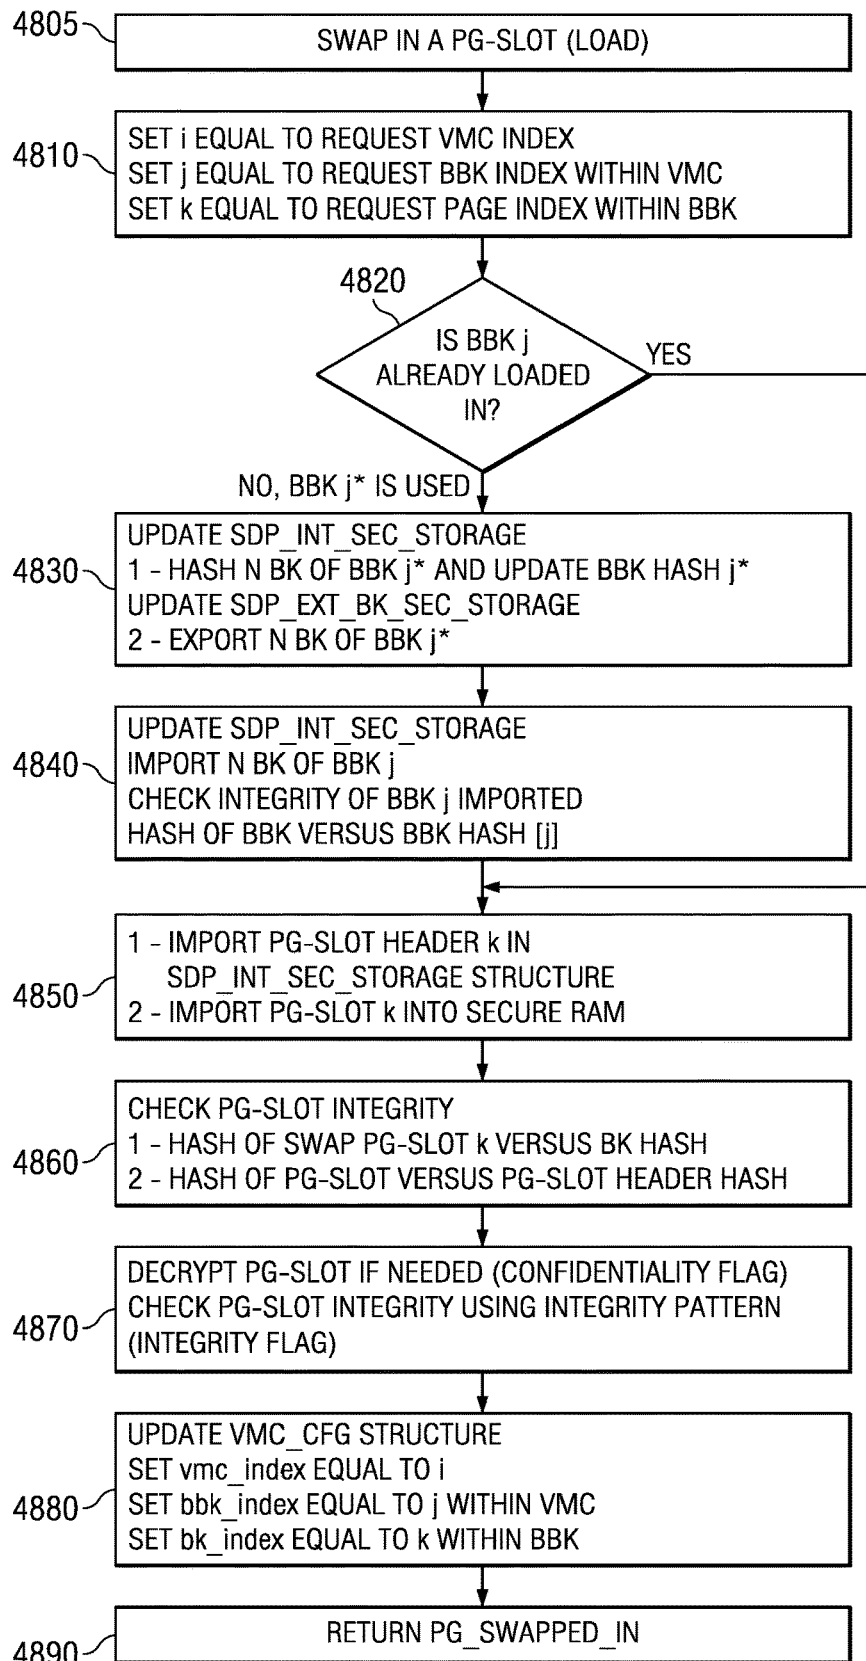 4805
SWAP IN A PG-SLOT (LOAD)
4810
SET i EQUAL TO REQUEST VMC INDEX
SET j EQUAL TO REQUEST BBK INDEX WITHIN VMC
SET k EQUAL TO REQUEST PAGE INDEX WITHIN BBK
4820
IS BBK j
ALREADY LOADED
IN?
YES
NO, BBK j* IS USED
4830
UPDATE SDP_INT_SEC_STORAGE
1 - HASH N BK OF BBK j* AND UPDATE BBK HASH j*
UPDATE SDP_EXT_BK_SEC_STORAGE
2 - EXPORT N BK OF BBK j*
4840
UPDATE SDP_INT_SEC_STORAGE
IMPORT N BK OF BBK j
CHECK INTEGRITY OF BBK j IMPORTED
HASH OF BBK VERSUS BBK HASH [j]
4850
1 - IMPORT PG-SLOT HEADER k IN
SDP_INT_SEC_STORAGE STRUCTURE
2 - IMPORT PG-SLOT k INTO SECURE RAM
4860
CHECK PG-SLOT INTEGRITY
1 - HASH OF SWAP PG-SLOT k VERSUS BK HASH
2 - HASH OF PG-SLOT VERSUS PG-SLOT HEADER HASH
4870
DECRYPT PG-SLOT IF NEEDED (CONFIDENTIALITY FLAG)
CHECK PG-SLOT INTEGRITY USING INTEGRITY PATTERN
(INTEGRITY FLAG)
4880
UPDATE VMC_CFG STRUCTURE
SET vmc_index EQUAL TO i
SET bbk_index EQUAL TO j WITHIN VMC
SET bk_index EQUAL TO k WITHIN BBK
4890
RETURN PG_SWAPPED_IN